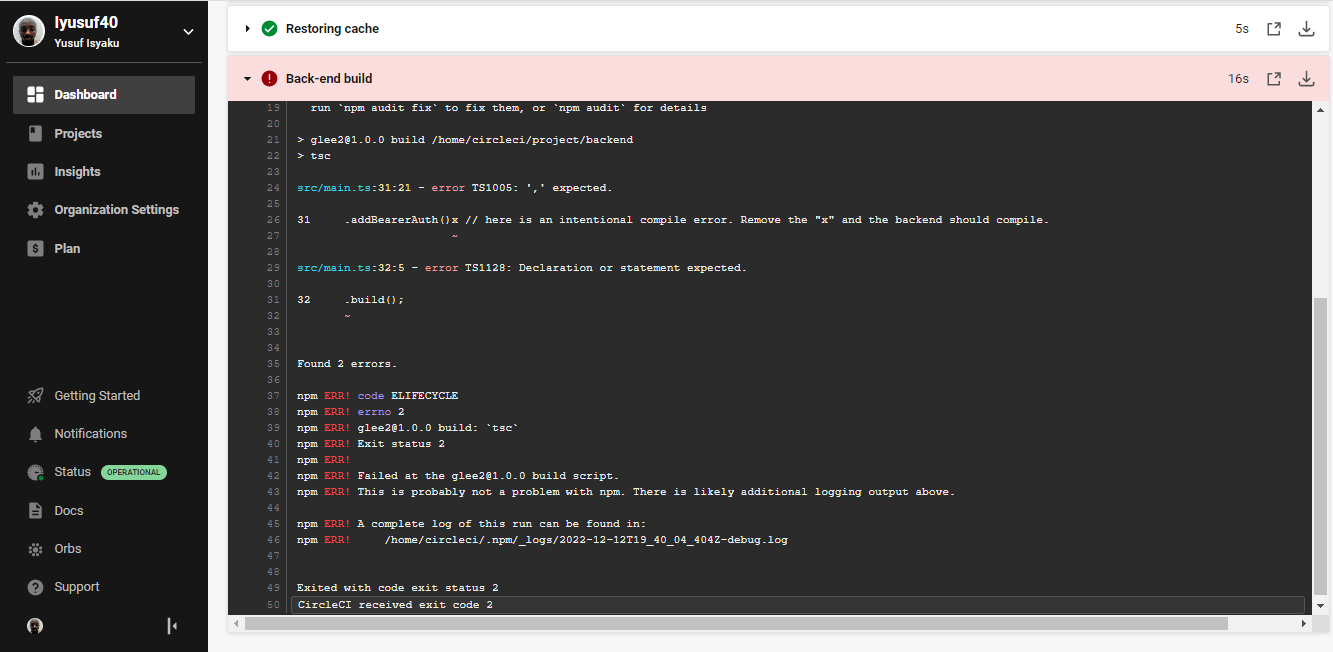 Iyusuf40
Yusuf Isyaku
Dashboard
Projects
Insights
Organization Settings
$ Plan
Getting Started
Notifications
Status OPERATIONAL
Docs
Orbs
? Support
Restoring cache 5s
! Back-end build 16s
19 run `npm audit fix` to fix them, or `npm audit` for details
20
21 > glee2@1.0.0 build /home/circleci/project/backend
22 > tsc
23
24 src/main.ts:31:21 - error TS1005: ',' expected.
25
26 31     .addBearerAuth()x // here is an intentional compile error. Remove the "x" and the backend should compile.
27                        ~
28
29 src/main.ts:32:5 - error TS1128: Declaration or statement expected.
30
31 32     .build();
32        ~
33
34
35 Found 2 errors.
36
37 npm ERR! code ELIFECYCLE
38 npm ERR! errno 2
39 npm ERR! glee2@1.0.0 build: `tsc`
40 npm ERR! Exit status 2
41 npm ERR!
42 npm ERR! Failed at the glee2@1.0.0 build script.
43 npm ERR! This is probably not a problem with npm. There is likely additional logging output above.
44
45 npm ERR! A complete log of this run can be found in:
46 npm ERR!     /home/circleci/.npm/_logs/2022-12-12T19_40_04_404Z-debug.log
47
48
49 Exited with code exit status 2
50 CircleCI received exit code 2